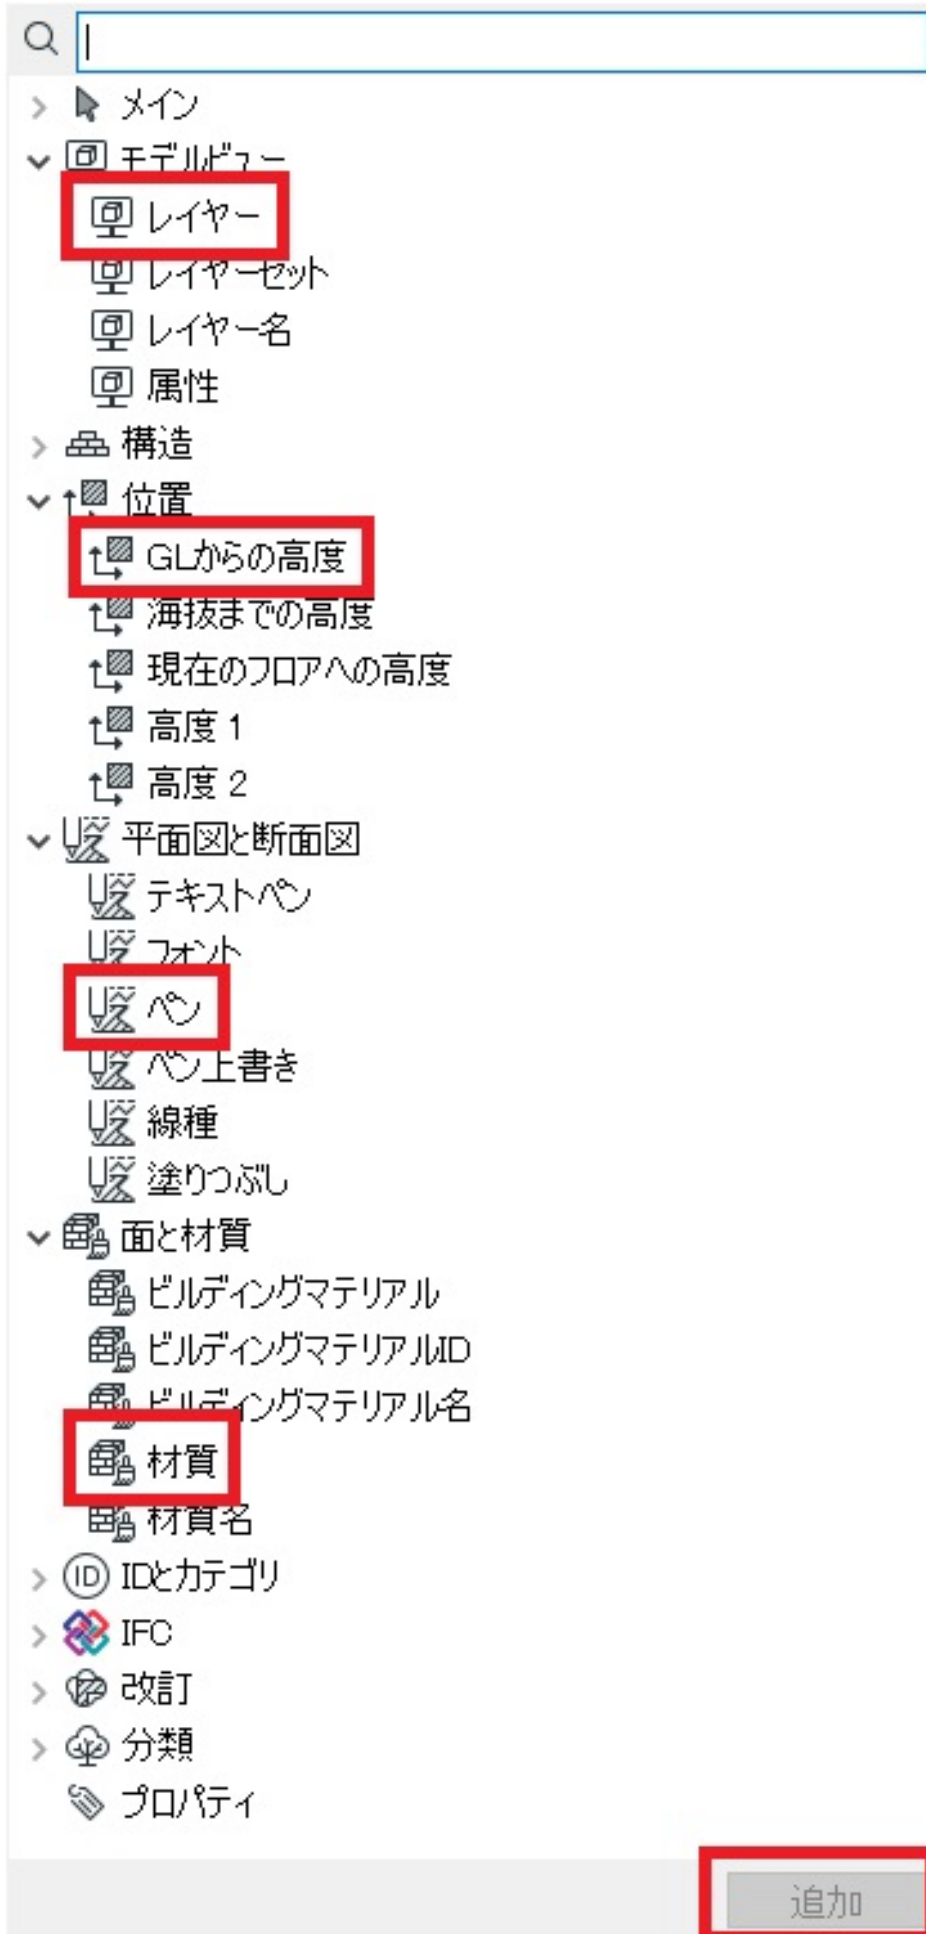 メイン
モデルビュー
レイヤー
レイヤーセット
レイヤー名
属性
構造
位置
GLからの高度
海抜までの高度
現在のフロアへの高度
高度 1
高度 2
平面図と断面図
テキストペン
フォント
ペン
ペン上書き
線種
塗りつぶし
面と材質
ビルディングマテリアル
ビルディングマテリアルID
ビルディングマテリアル名
材質
材質名
ID IDとカテゴリ
IFC
改訂
分類
プロパティ
追加